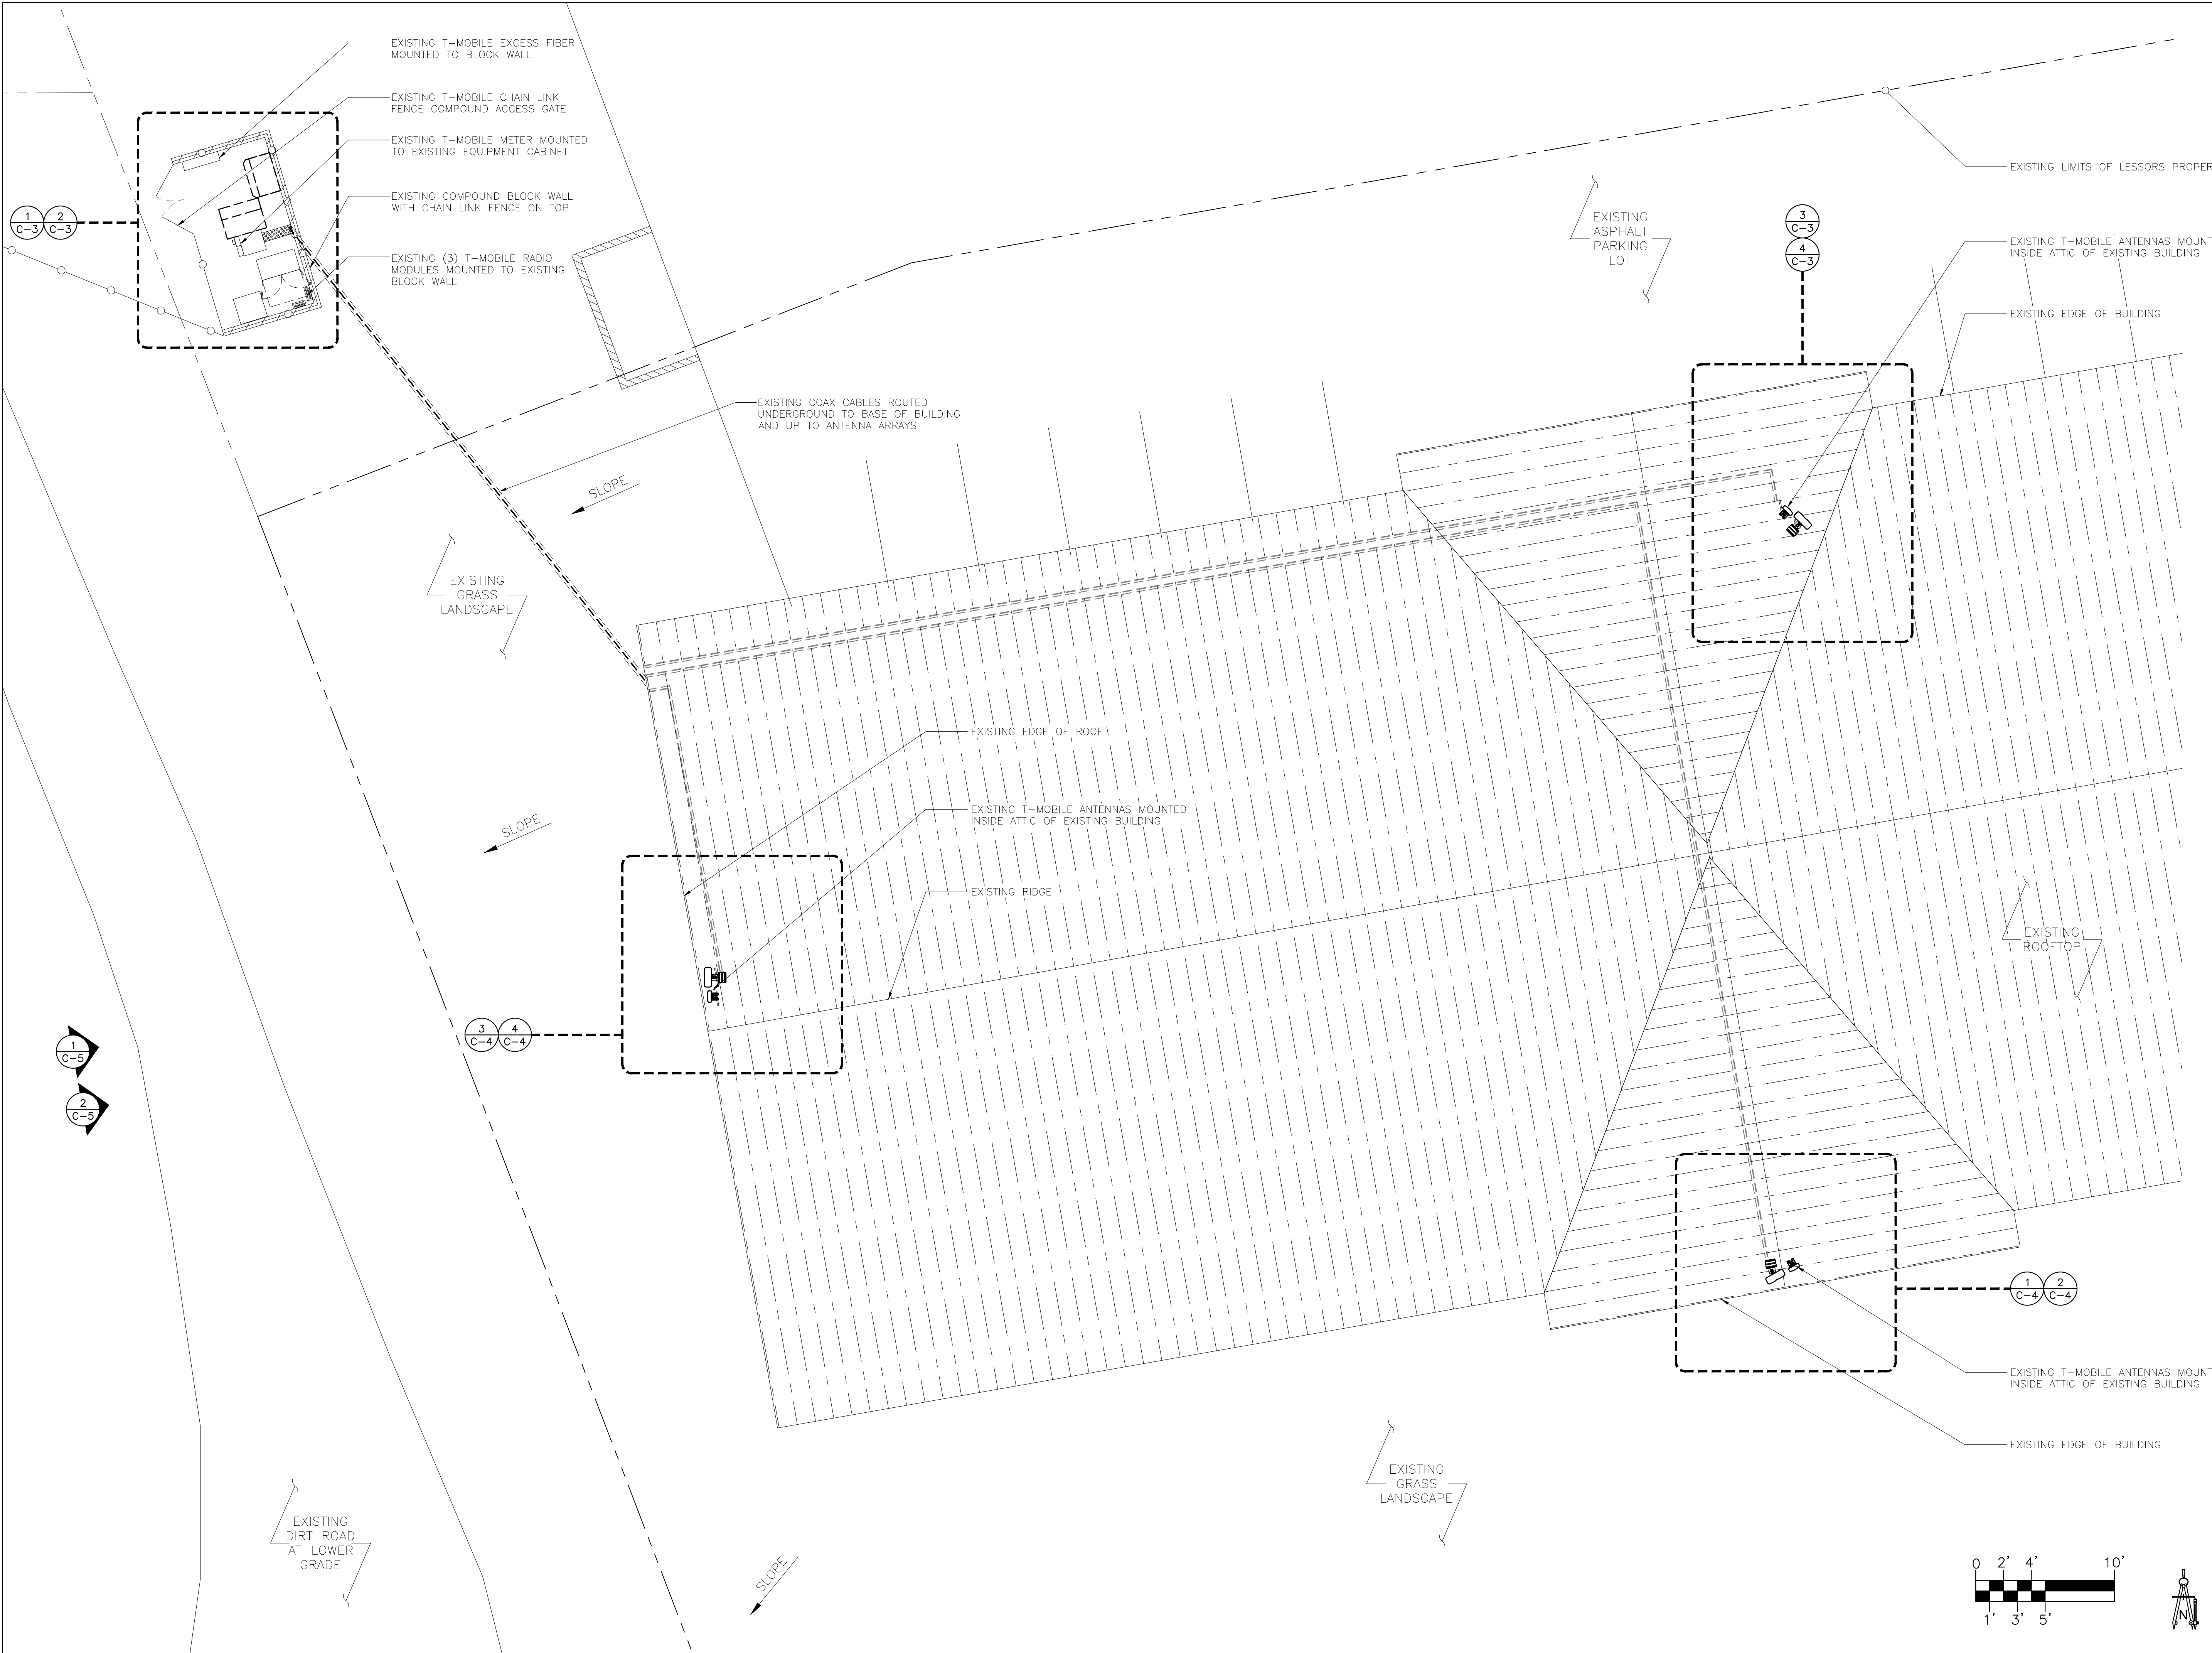 EXISTING T-MOBILE EXCESS FIBER
MOUNTED TO BLOCK WALL
EXISTING T-MOBILE CHAIN LINK
FENCE COMPOUND ACCESS GATE
EXISTING T-MOBILE METER MOUNTED
TO EXISTING EQUIPMENT CABINET
EXISTING COMPOUND BLOCK WALL
WITH CHAIN LINK FENCE ON TOP
EXISTING (3) T-MOBILE RADIO
MODULES MOUNTED TO EXISTING
BLOCK WALL
1
C-3
2
C-3
EXISTING LIMITS OF LESSORS PROPER
EXISTING
ASPHALT
PARKING
LOT
3
C-3
4
C-3
EXISTING T-MOBILE ANTENNAS MOUNT
INSIDE ATTIC OF EXISTING BUILDING
EXISTING EDGE OF BUILDING
EXISTING COAX CABLES ROUTED
UNDERGROUND TO BASE OF BUILDING
AND UP TO ANTENNA ARRAYS
SLOPE
EXISTING
GRASS
LANDSCAPE
EXISTING EDGE OF ROOF
EXISTING T-MOBILE ANTENNAS MOUNTED
INSIDE ATTIC OF EXISTING BUILDING
SLOPE
EXISTING RIDGE
EXISTING
ROOFTOP
3
C-4
4
C-4
1
C-5
2
C-5
1
C-4
2
C-4
EXISTING T-MOBILE ANTENNAS MOUNT
INSIDE ATTIC OF EXISTING BUILDING
EXISTING EDGE OF BUILDING
EXISTING
GRASS
LANDSCAPE
EXISTING
DIRT ROAD
AT LOWER
GRADE
SLOPE
0 2' 4' 10'
1' 3' 5'
N